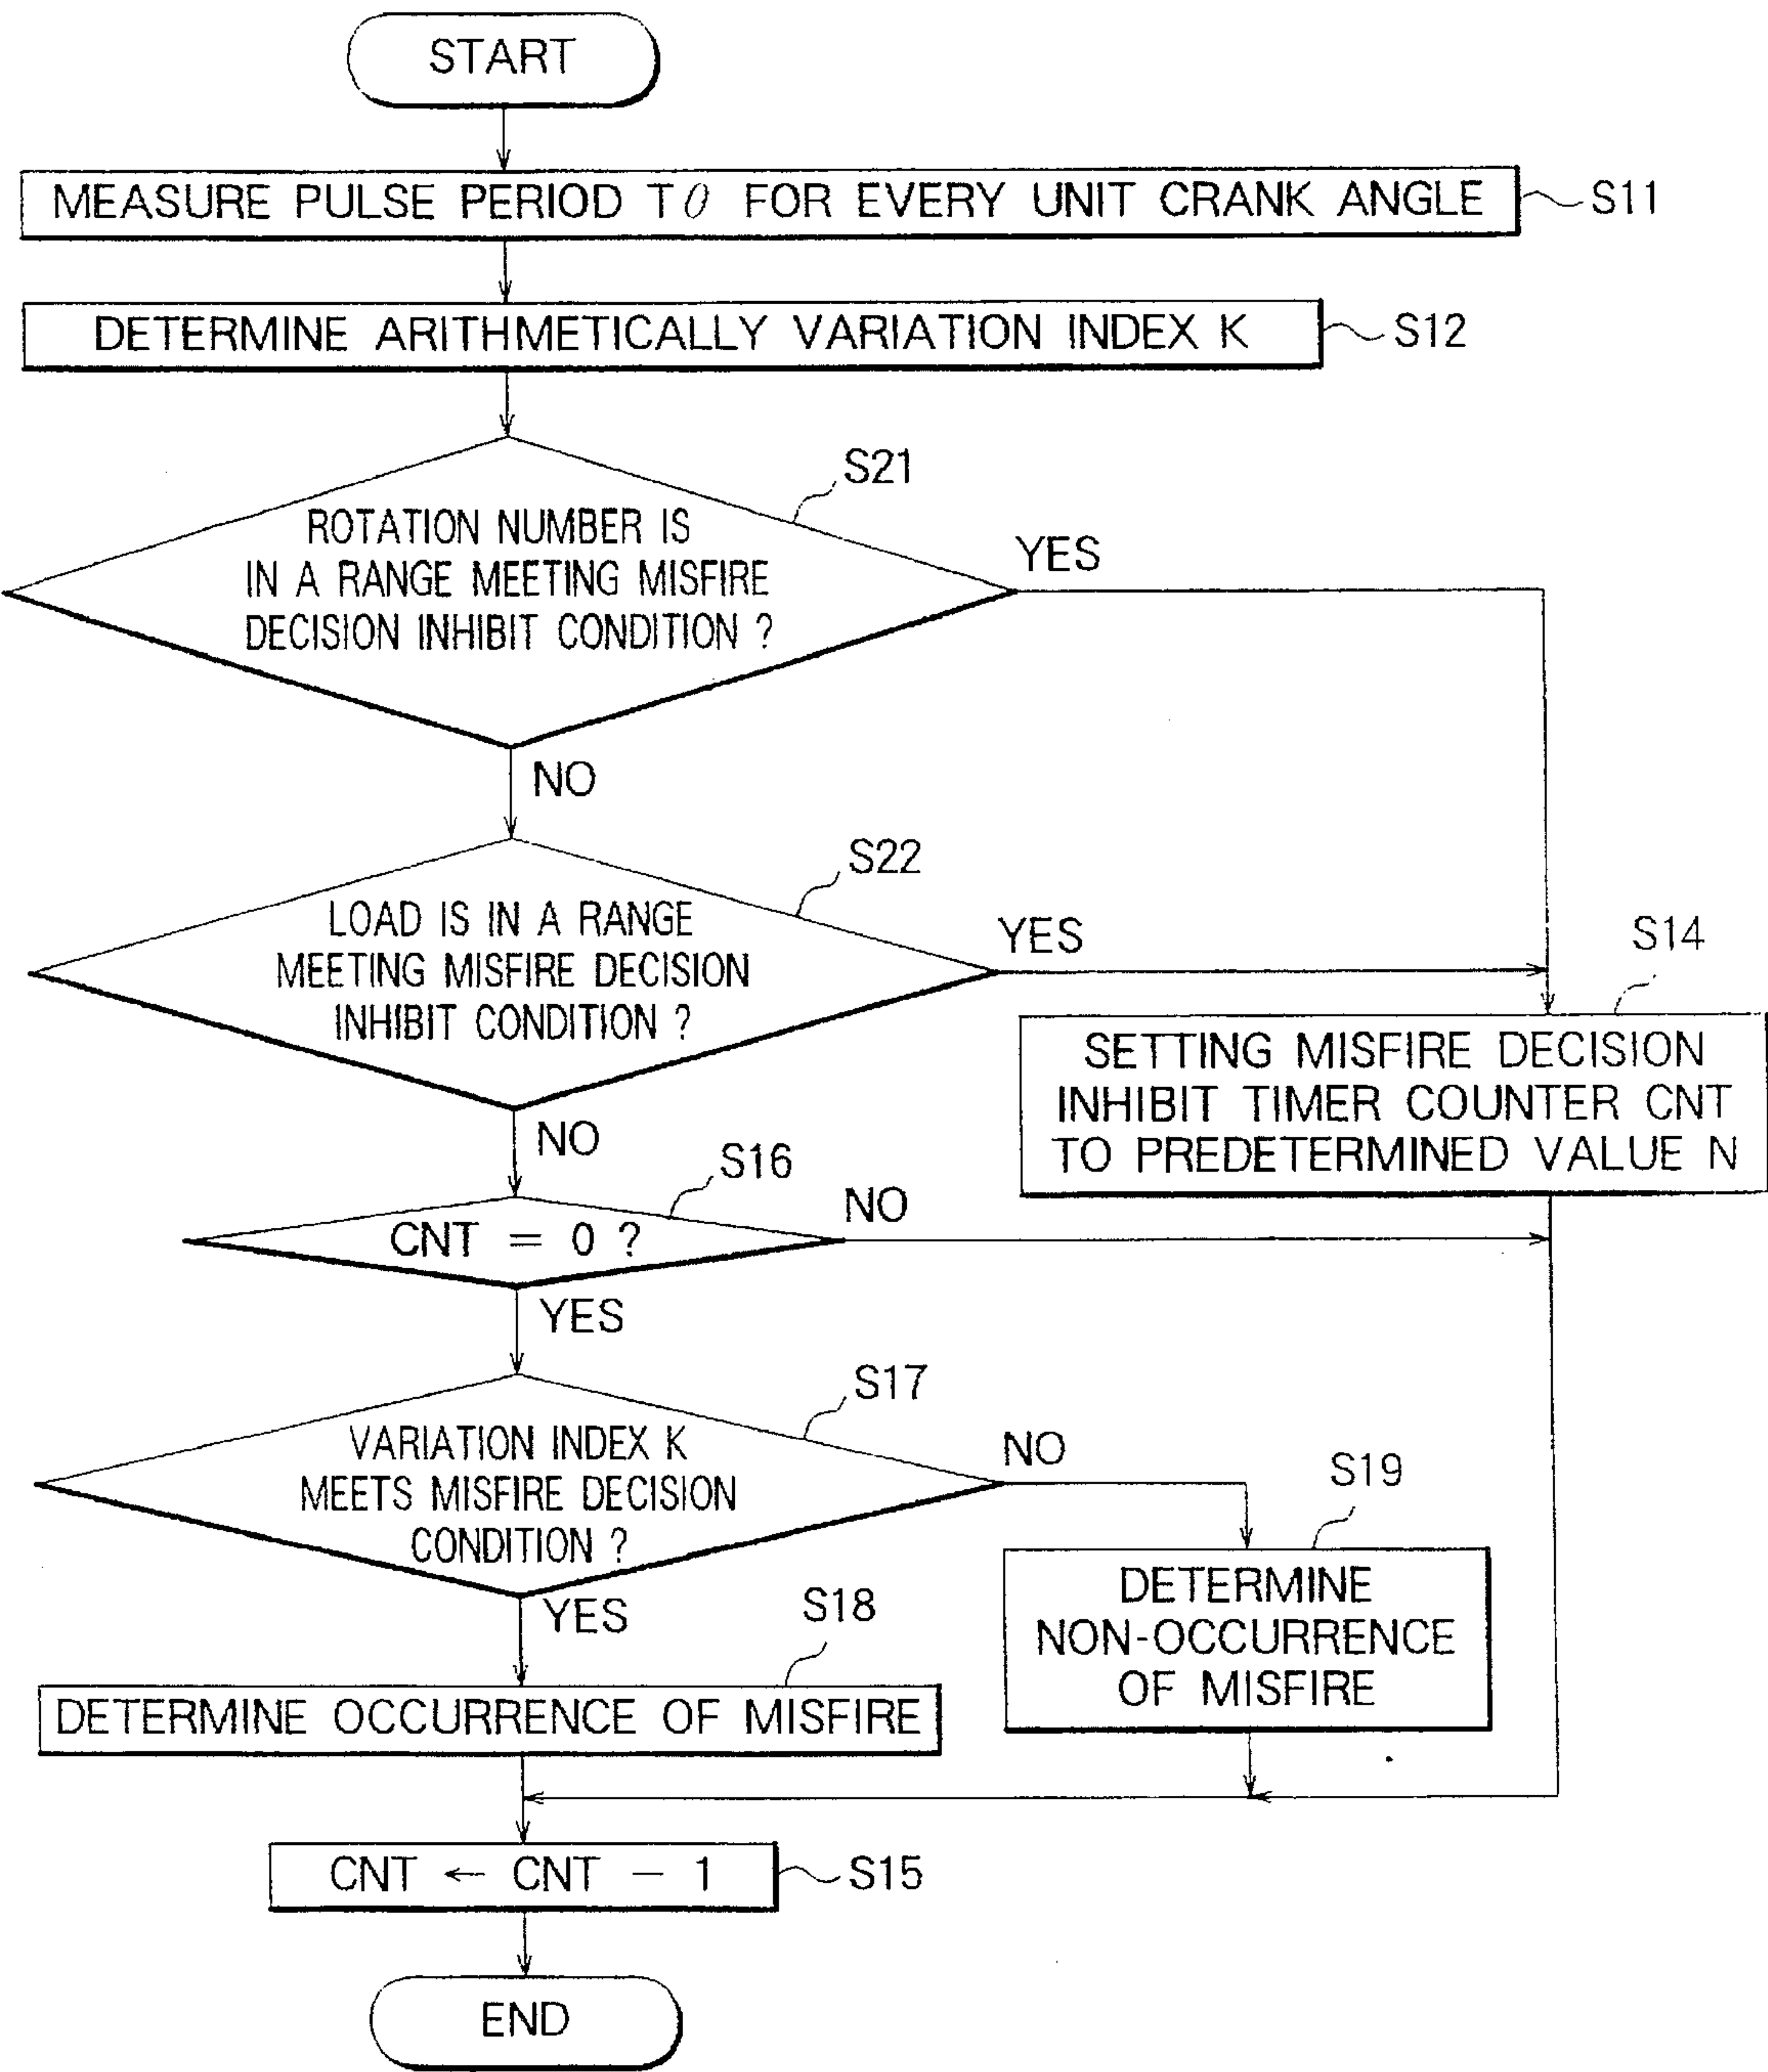 START
MEASURE PULSE PERIOD Tθ FOR EVERY UNIT CRANK ANGLE
S11
DETERMINE ARITHMETICALLY VARIATION INDEX K
S12
S21
ROTATION NUMBER IS
IN A RANGE MEETING MISFIRE
DECISION INHIBIT CONDITION ?
YES
NO
S22
LOAD IS IN A RANGE
MEETING MISFIRE DECISION
INHIBIT CONDITION ?
YES
S14
SETTING MISFIRE DECISION
INHIBIT TIMER COUNTER CNT
TO PREDETERMINED VALUE N
NO
S16
CNT = 0 ?
NO
YES
S17
VARIATION INDEX K
MEETS MISFIRE DECISION
CONDITION ?
NO
S19
DETERMINE
NON-OCCURRENCE
OF MISFIRE
YES
S18
DETERMINE OCCURRENCE OF MISFIRE
CNT ← CNT − 1
S15
END